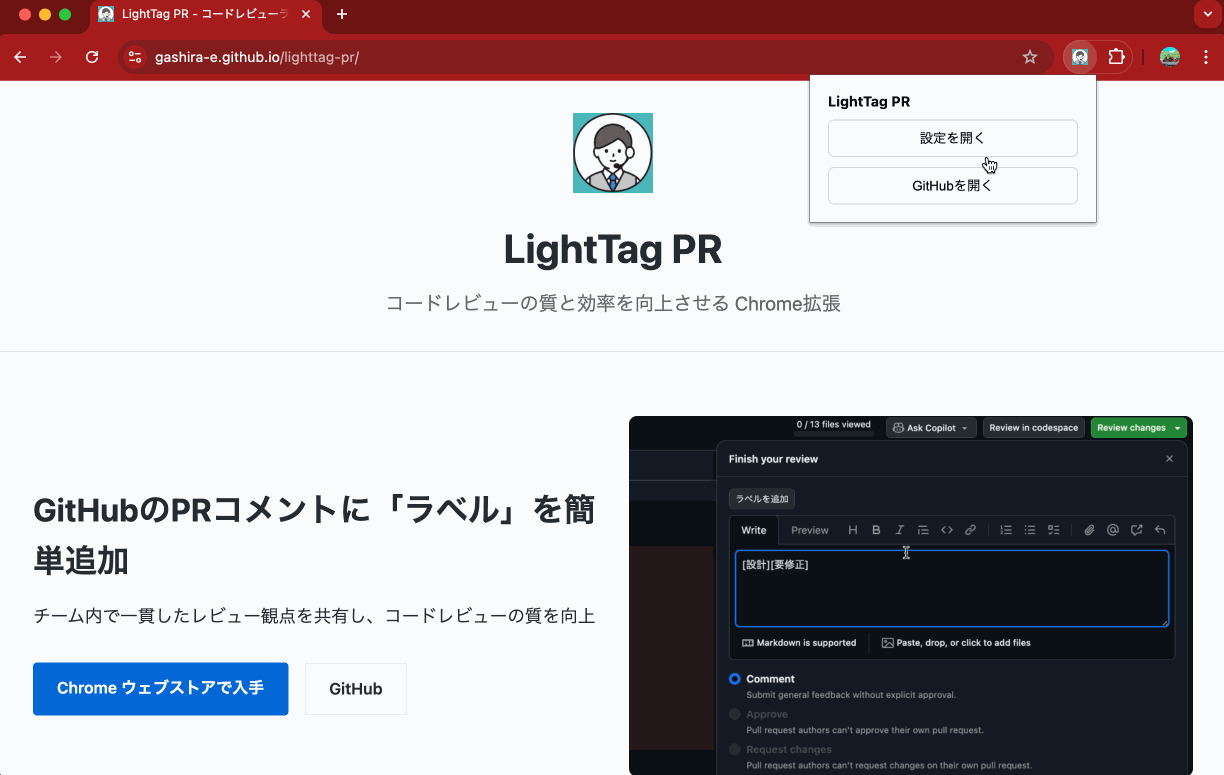 LightTag PR - コードレビューラ
gashira-e.github.io/lighttag-pr/
LightTag PR
設定を開く
GitHubを開く
LightTag PR
コードレビューの質と効率を向上させる Chrome拡張
GitHubのPRコメントに「ラベル」を簡
単追加
チーム内で一貫したレビュー観点を共有し、コードレビューの質を向上
Chrome ウェブストアで入手
GitHub
0 / 13 files viewed
Ask Copilot
Review in codespace
Review changes
Finish your review
ラベルを追加
Write
Preview
[設計][要修正]
Markdown is supported
Paste, drop, or click to add files
Comment
Submit general feedback without explicit approval.
Approve
Pull request authors can't approve their own pull request.
Request changes
Pull request authors can't request changes on their own pull request.